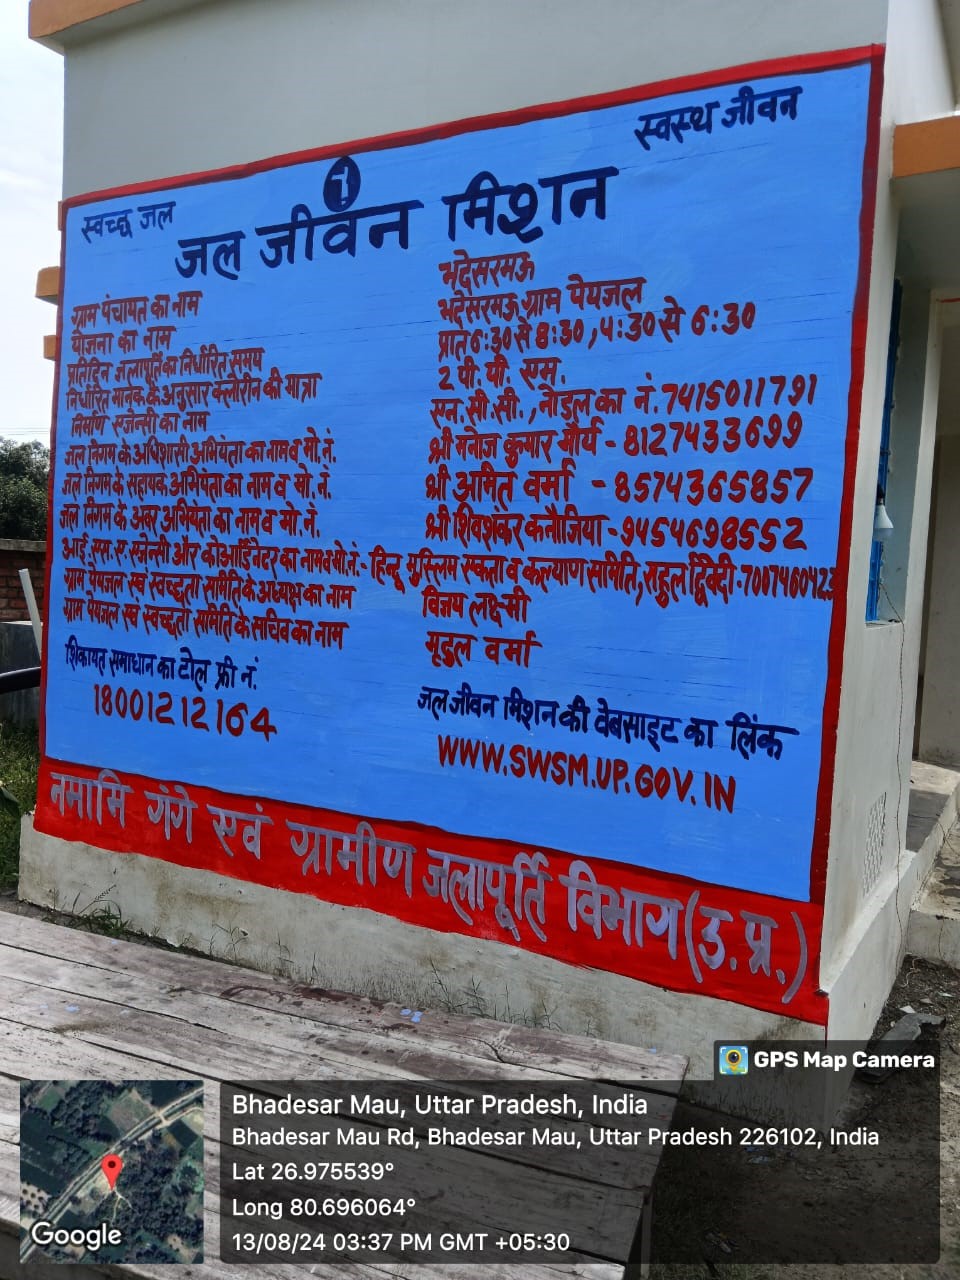 स्वच्छ जल
स्वस्थ जीवन
जल जीवन मिशन
ग्राम पंचायत का नाम भदेसरमऊ
योजना का नाम भदेसरमऊ ग्राम पेयजल
प्रतिदिन जलापूर्ति का निर्धारित समय प्रात 6:30 से 8:30, 4:30 से 6:30
निर्धारित मानक के अनुसार क्लोरीन की मात्रा 2 पी. पी. एम.
निर्माण एजेन्सी का नाम एन. सी. सी., नोडल का नं. 7415011791
जल निगम के अधिशासी अभियंता का नाम व मो. नं. श्री मनोज कुमार मौर्य - 8127433699
जल निगम के सहायक अभियंता का नाम व मो. नं. श्री अमित वर्मा - 8574365857
जल निगम के अवर अभियंता का नाम व मो. नं. श्री शिवशंकर कनौजिया - 9454698552
आई. एस. ए एजेन्सी और कोआर्डिनेटर का नाम व मो. नं. - हिन्दू मुस्लिम एकता व कल्याण समिति, राहुल द्विवेदी - 7007460423
ग्राम पेयजल एवं स्वच्छता समिति के अध्यक्ष का नाम विजय लक्ष्मी
ग्राम पेयजल एवं स्वच्छता समिति के सचिव का नाम मृदुल वर्मा
शिकायत समाधान का टोल फ्री नं.
18001212164
जल जीवन मिशन की वेबसाइट का लिंक
WWW.SWSM.UP.GOV.IN
नमामि गंगे एवं ग्रामीण जलापूर्ति विभाग (उ. प्र.)
GPS Map Camera
Bhadesar Mau, Uttar Pradesh, India
Bhadesar Mau Rd, Bhadesar Mau, Uttar Pradesh 226102, India
Lat 26.975539°
Long 80.696064°
13/08/24 03:37 PM GMT +05:30
Google